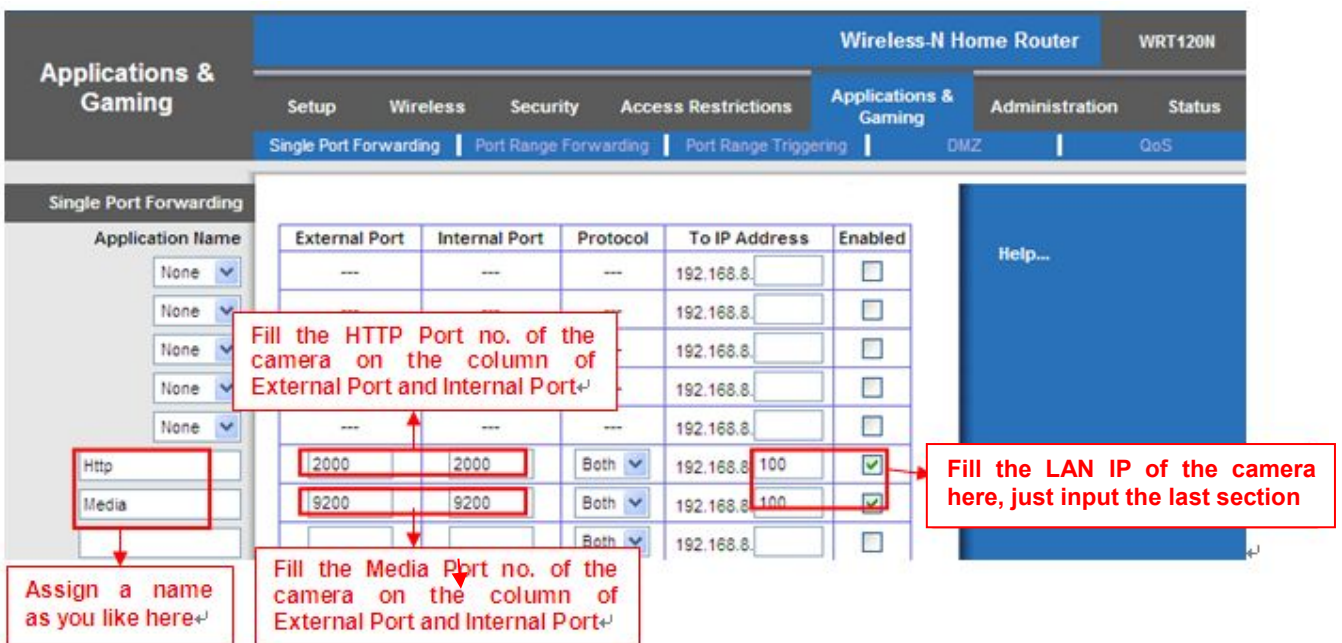 Wireless-N Home Router WRT120N
Applications &
Gaming
Setup Wireless Security Access Restrictions Applications & Gaming Administration Status
Single Port Forwarding Port Range Forwarding Port Range Triggering DMZ QoS
Single Port Forwarding
Application Name External Port Internal Port Protocol To IP Address Enabled
Help...
None --- --- --- 192.168.8.
None --- --- --- 192.168.8.
None 192.168.8.
None 192.168.8.
None --- --- --- 192.168.8.
Fill the HTTP Port no. of the
camera on the column of
External Port and Internal Port↵
Http 2000 2000 Both 192.168.8. 100
Media 9200 9200 Both 192.168.8. 100
Both 192.168.8.
Fill the LAN IP of the camera
here, just input the last section
↵
Assign a name
as you like here↵
Fill the Media Port no. of the
camera on the column of
External Port and Internal Port↵